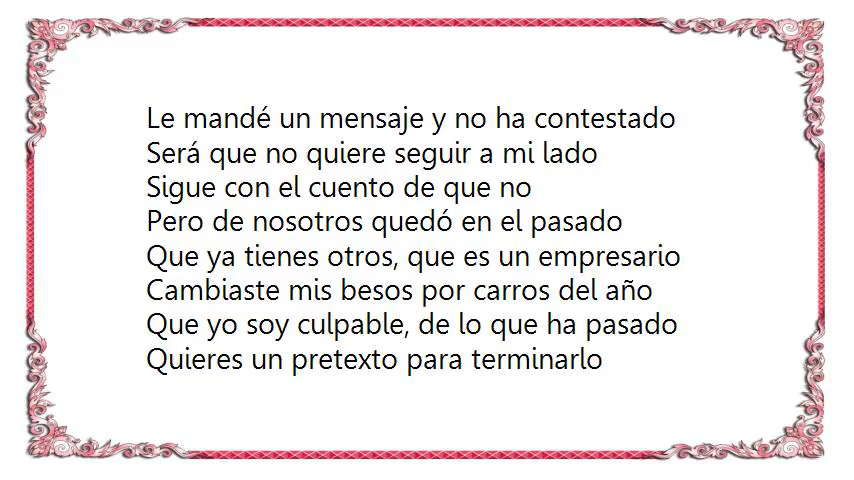 Le mandé un mensaje y no ha contestado
Será que no quiere seguir a mi lado
Sigue con el cuento de que no
Pero de nosotros quedó en el pasado
Que ya tienes otros, que es un empresario
Cambiaste mis besos por carros del año
Que yo soy culpable, de lo que ha pasado
Quieres un pretexto para terminarlo